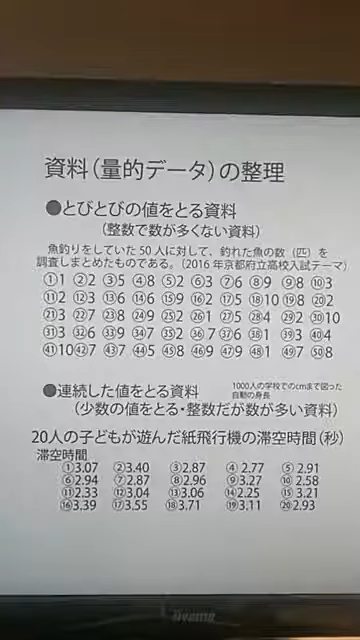 資料（量的データ）の整理
●とびとびの値をとる資料
（整数で数が多くない資料）
魚釣りをしていた50人に対して、釣れた魚の数（匹）を
調査しまとめたものである。（2016年京都府立高校入試テーマ）
①1 ②2 ③5 ④8 ⑤2 ⑥3 ⑦6 ⑧9 ⑨8 ⑩3
⑪2 ⑫3 ⑬6 ⑭6 ⑮9 ⑯2 ⑰5 ⑱10 ⑲8 ⑳2
㉑3 ㉒7 ㉓8 ㉔9 ㉕2 ㉖1 ㉗5 ㉘4 ㉙2 ㉚10
㉛3 ㉜6 ㉝9 ㉞7 ㉟2 ㊱7 ㊲6 ㊳1 ㊴3 ㊵4
㊶10 ㊷7 ㊸7 ㊹5 ㊺8 ㊻9 ㊼9 ㊽1 ㊾7 ㊿8
●連続した値をとる資料 1000人の学校でのcmまで図った
自動の身長
（少数の値をとる・整数だが数が多い資料）
20人の子どもが遊んだ紙飛行機の滞空時間（秒）
滞空時間
①3.07 ②3.40 ③2.87 ④2.77 ⑤2.91
⑥2.94 ⑦2.87 ⑧2.96 ⑨3.27 ⑩2.58
⑪2.33 ⑫3.04 ⑬3.06 ⑭2.25 ⑮3.21
⑯3.39 ⑰3.55 ⑱3.71 ⑲3.11 ⑳2.93
iiyama